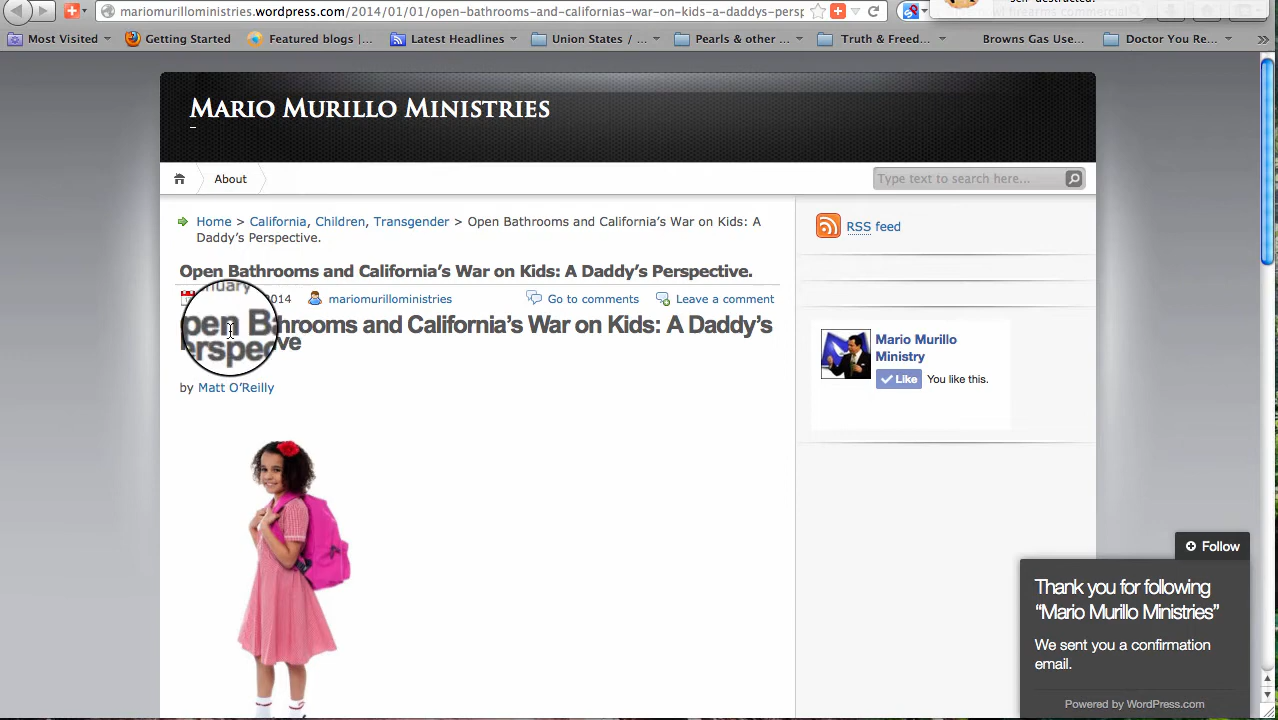 self-destructed!
mariomurilloministries.wordpress.com/2014/01/01/open-bathrooms-and-californias-war-on-kids-a-daddys-persp
Most Visited
Getting Started
Featured blogs |...
Latest Headlines
Union States / ...
Pearls & other ...
Truth & Freed...
Browns Gas Use...
Doctor You Re...
Mario Murillo Ministries
About
Type text to search here...
Home > California, Children, Transgender > Open Bathrooms and California's War on Kids: A
Daddy's Perspective.
RSS feed
Open Bathrooms and California's War on Kids: A Daddy's Perspective.
2014
mariomurilloministries
Go to comments
Leave a comment
pen Bathrooms and California's War on Kids: A Daddy's
erspective
by Matt O'Reilly
Mario Murillo
Ministry
Like
You like this.
Follow
Thank you for following
“Mario Murillo Ministries”
We sent you a confirmation
email.
Powered by WordPress.com